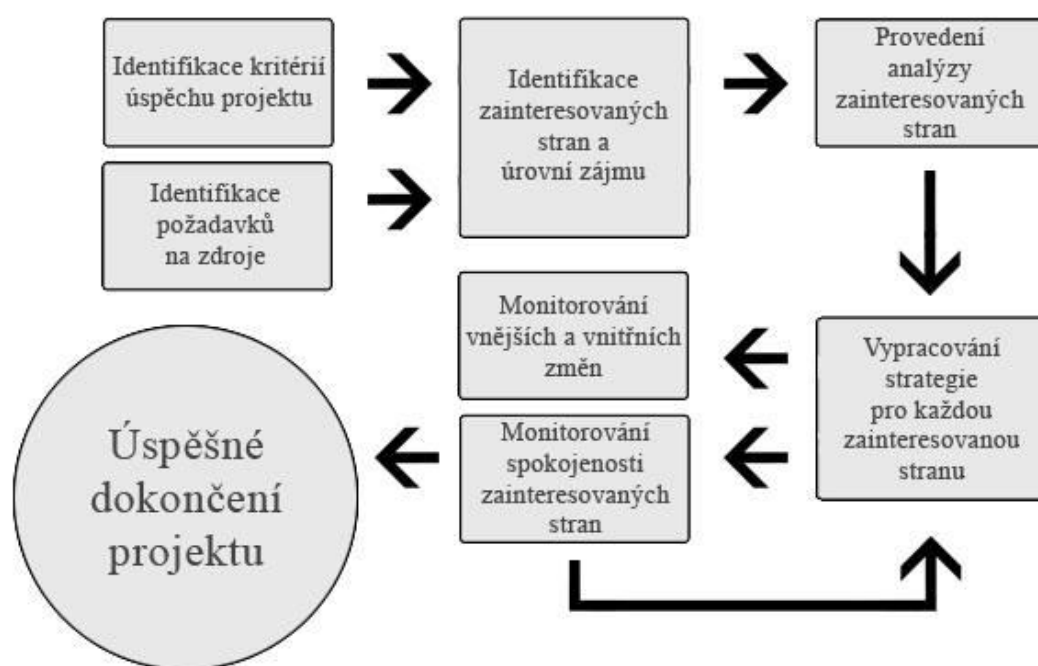 Identifikace kritérií
úspěchu projektu
Identifikace
zainteresovaných
stran a
úrovní zájmu
Provedení
analýzy
zainteresovaných
stran
Identifikace
požadavků
na zdroje
Monitorování
vnějších a vnitřních
změn
Vypracování
strategie
pro každou
zainteresovanou
stranu
Monitorování
spokojenosti
zainteresovaných
stran
Úspěšné
dokončení
projektu